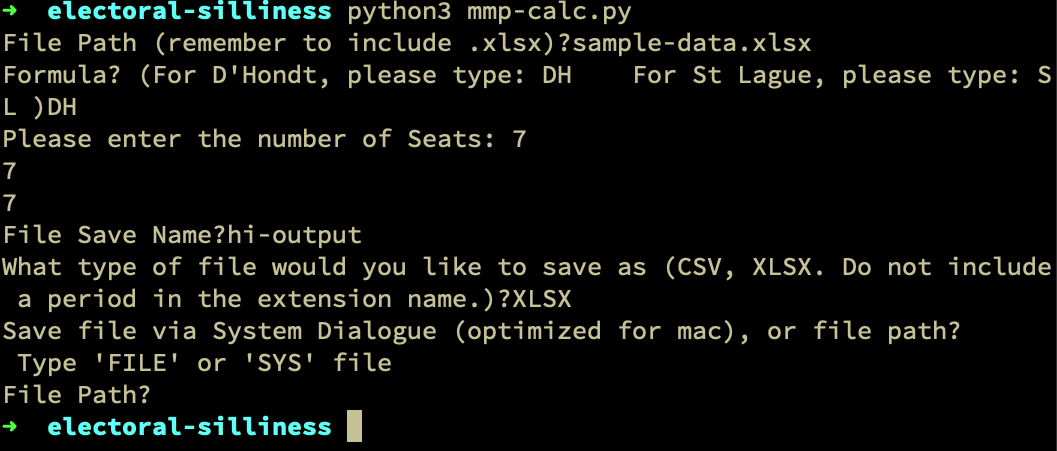 ➜ electoral-silliness python3 mmp-calc.py
File Path (remember to include .xlsx)?sample-data.xlsx
Formula? (For D'Hondt, please type: DH    For St Lague, please type: S
L )DH
Please enter the number of Seats: 7
7
7
File Save Name?hi-output
What type of file would you like to save as (CSV, XLSX. Do not include
 a period in the extension name.)?XLSX
Save file via System Dialogue (optimized for mac), or file path?
 Type 'FILE' or 'SYS' file
File Path?
➜ electoral-silliness